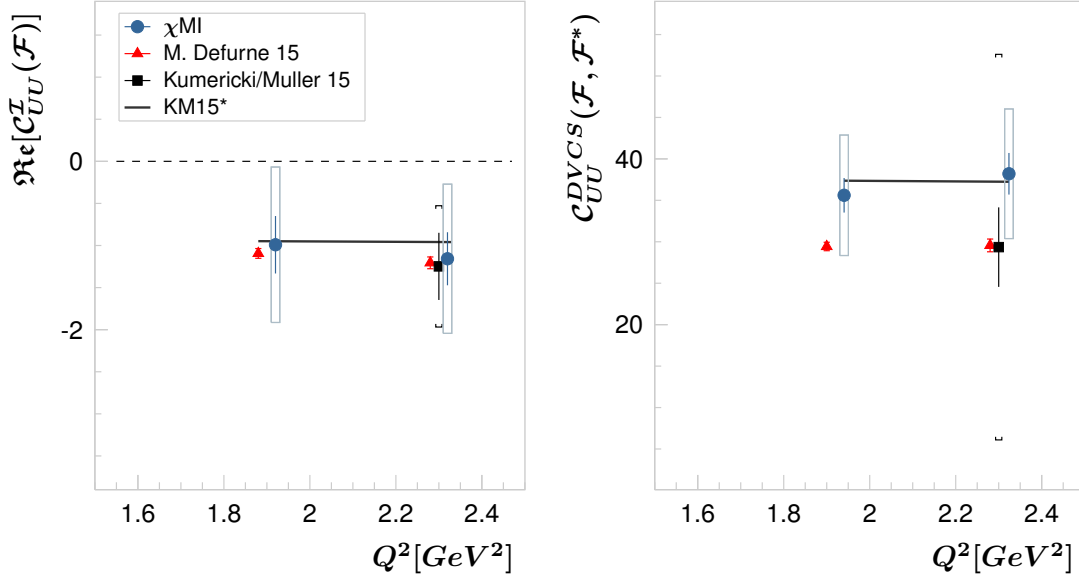 ℜ𝔢[𝒞^ℐ_UU(ℱ)]
χMI
M. Defurne 15
Kumericki/Muller 15
KM15*
0
-2
1.6 1.8 2 2.2 2.4
Q²[GeV²]
𝒞^DVCS_UU(ℱ, ℱ*)
40
20
1.6 1.8 2 2.2 2.4
Q²[GeV²]